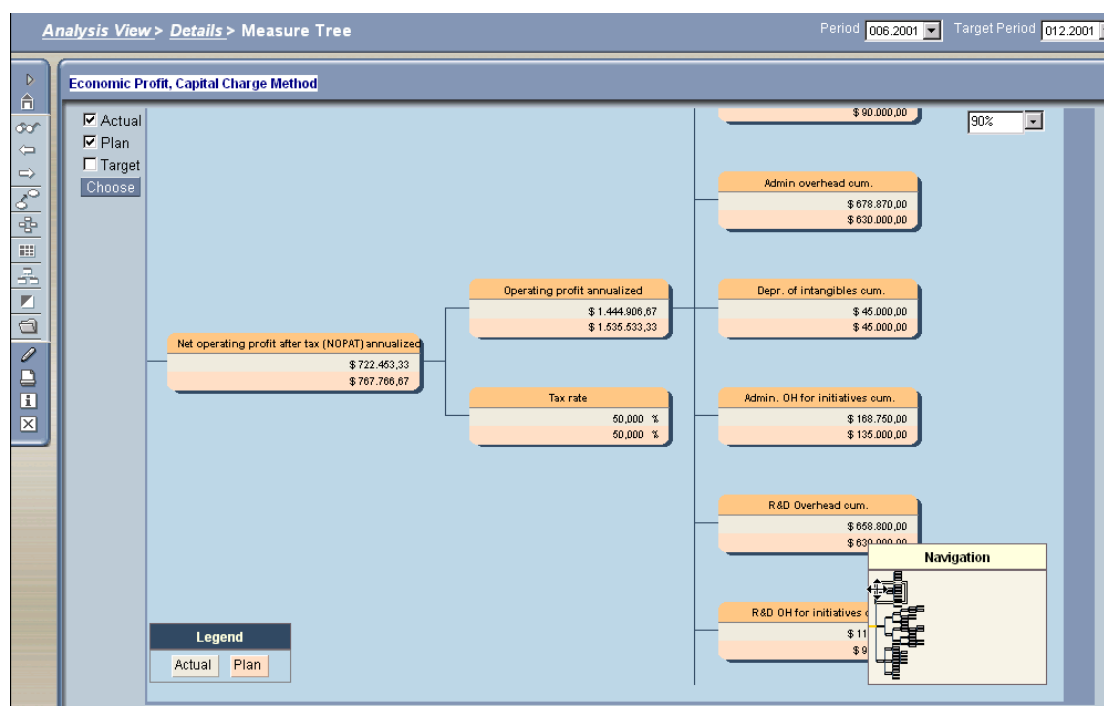 Analysis View > Details > Measure Tree
Period 006.2001 Target Period 012.2001
Economic Profit, Capital Charge Method
Actual
Plan
Target
Choose
90%
$ 90.000,00
Admin overhead cum.
$ 678.870,00
$ 630.000,00
Operating profit annualized
$ 1.444.906,67
$ 1.535.533,33
Depr. of intangibles cum.
$ 45.000,00
$ 45.000,00
Net operating profit after tax (NOPAT) annualized
$ 722.453,33
$ 767.766,67
Tax rate
50,000 %
50,000 %
Admin. OH for initiatives cum.
$ 168.750,00
$ 135.000,00
R&D Overhead cum.
$ 658.800,00
$ 630.000,00
Navigation
R&D OH for initiatives
$ 11
$ 9
Legend
Actual Plan